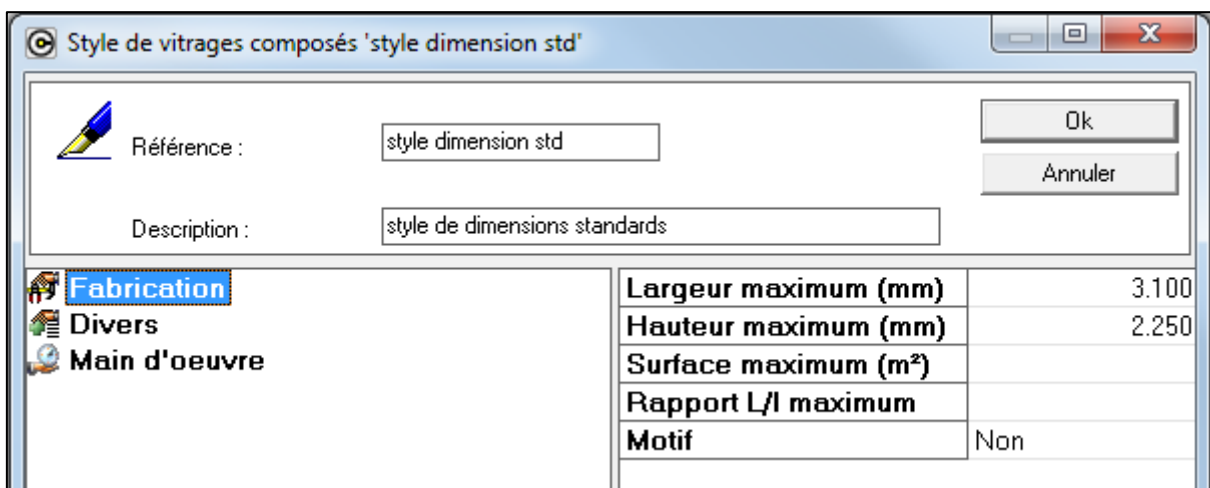 Style de vitrages composés 'style dimension std'
Référence : style dimension std
Ok
Annuler
Description : style de dimensions standards
Fabrication
Divers
Main d'oeuvre
Largeur maximum (mm) 3.100
Hauteur maximum (mm) 2.250
Surface maximum (m²)
Rapport L/l maximum
Motif Non